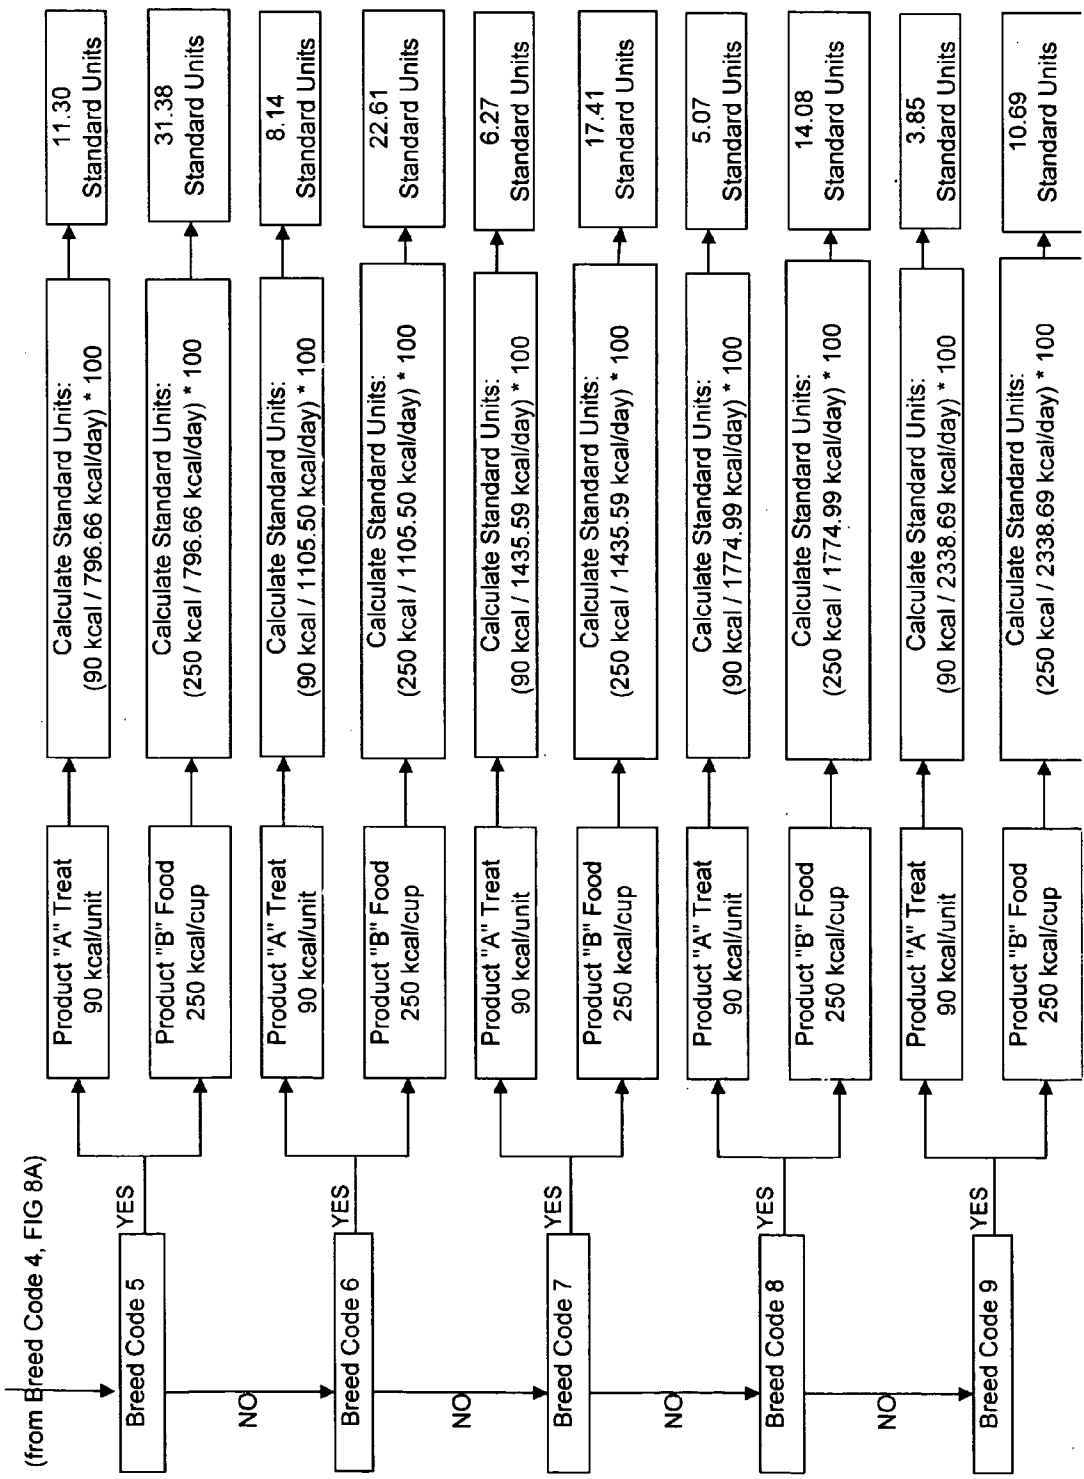 (from Breed Code 4, FIG 8A)
Breed Code 5
YES
Product "A" Treat
90 kcal/unit
Calculate Standard Units:
(90 kcal / 796.66 kcal/day) * 100
11.30
Standard Units
Product "B" Food
250 kcal/cup
Calculate Standard Units:
(250 kcal / 796.66 kcal/day) * 100
31.38
Standard Units
NO
Breed Code 6
YES
Product "A" Treat
90 kcal/unit
Calculate Standard Units:
(90 kcal / 1105.50 kcal/day) * 100
8.14
Standard Units
Product "B" Food
250 kcal/cup
Calculate Standard Units:
(250 kcal / 1105.50 kcal/day) * 100
22.61
Standard Units
NO
Breed Code 7
YES
Product "A" Treat
90 kcal/unit
Calculate Standard Units:
(90 kcal / 1435.59 kcal/day) * 100
6.27
Standard Units
Product "B" Food
250 kcal/cup
Calculate Standard Units:
(250 kcal / 1435.59 kcal/day) * 100
17.41
Standard Units
NO
Breed Code 8
YES
Product "A" Treat
90 kcal/unit
Calculate Standard Units:
(90 kcal / 1774.99 kcal/day) * 100
5.07
Standard Units
Product "B" Food
250 kcal/cup
Calculate Standard Units:
(250 kcal / 1774.99 kcal/day) * 100
14.08
Standard Units
NO
Breed Code 9
YES
Product "A" Treat
90 kcal/unit
Calculate Standard Units:
(90 kcal / 2338.69 kcal/day) * 100
3.85
Standard Units
Product "B" Food
250 kcal/cup
Calculate Standard Units:
(250 kcal / 2338.69 kcal/day) * 100
10.69
Standard Units